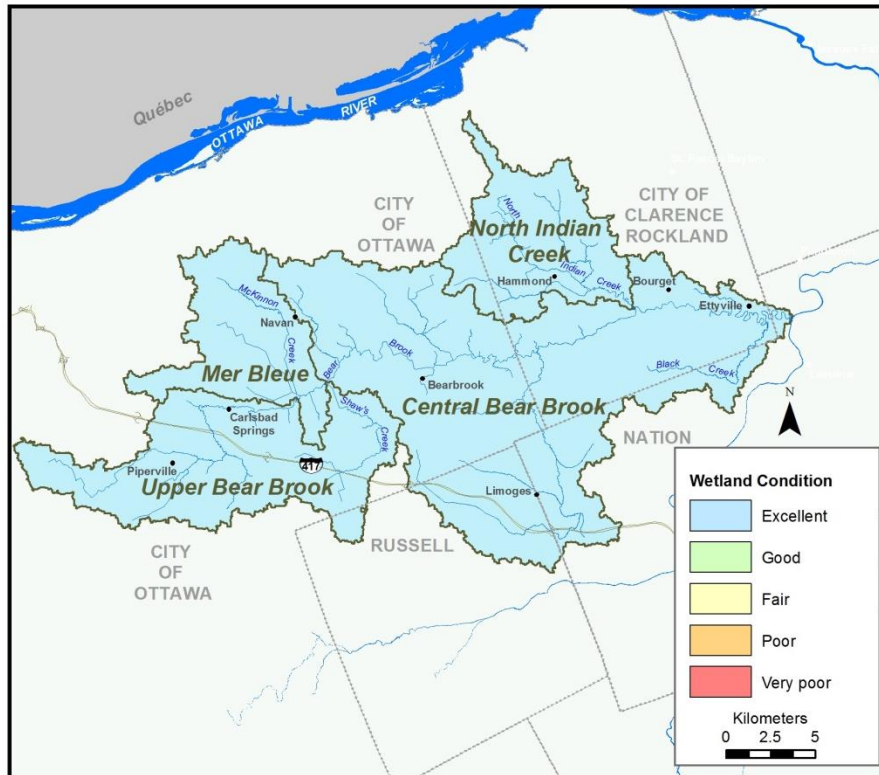 Québec
OTTAWA RIVER
CITY
OF
OTTAWA
North Indian
Creek
CITY OF
CLARENCE
ROCKLAND
North
Indian
Creek
Hammond
Bourget
Ettyville
McKinnon
Creek
Navan
Mer Bleue
Bear
Brook
Bearbrook
Black
Creek
Central Bear Brook
Carlsbad
Springs
Shaw's
Creek
Piperville
417
Upper Bear Brook
Limoges
NATION
RUSSELL
CITY
OF
OTTAWA
N
Wetland Condition
Excellent
Good
Fair
Poor
Very poor
Kilometers
0 2.5 5